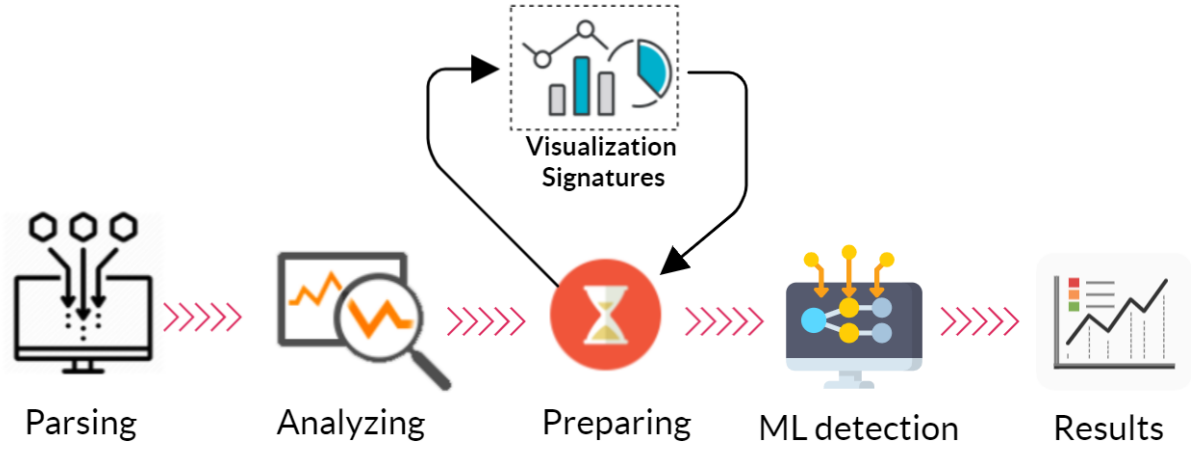 Visualization
Signatures
Parsing
Analyzing
Preparing
ML detection
Results